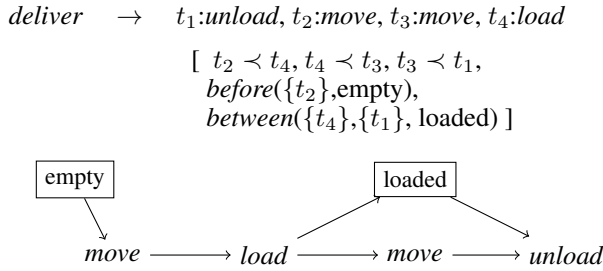 deliver → t₁:unload, t₂:move, t₃:move, t₄:load
[ t₂ ≺ t₄, t₄ ≺ t₃, t₃ ≺ t₁,
before({t₂},empty),
between({t₄},{t₁}, loaded) ]
empty loaded
move load move unload